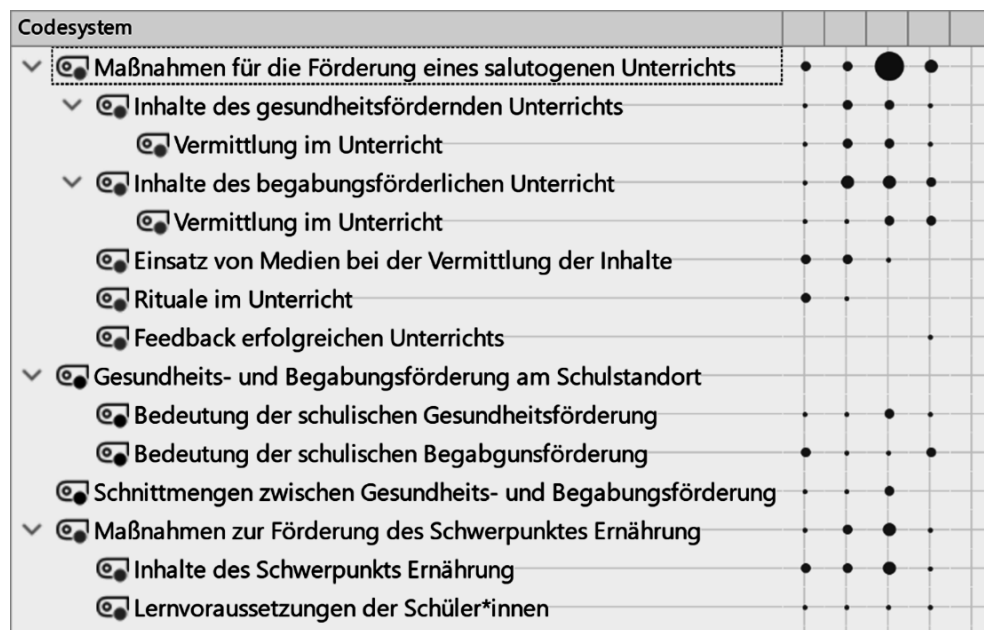 Codesystem
Maßnahmen für die Förderung eines salutogenen Unterrichts
Inhalte des gesundheitsfördernden Unterrichts
Vermittlung im Unterricht
Inhalte des begabungsförderlichen Unterricht
Vermittlung im Unterricht
Einsatz von Medien bei der Vermittlung der Inhalte
Rituale im Unterricht
Feedback erfolgreichen Unterrichts
Gesundheits- und Begabungsförderung am Schulstandort
Bedeutung der schulischen Gesundheitsförderung
Bedeutung der schulischen Begabgunsförderung
Schnittmengen zwischen Gesundheits- und Begabungsförderung
Maßnahmen zur Förderung des Schwerpunktes Ernährung
Inhalte des Schwerpunkts Ernährung
Lernvoraussetzungen der Schüler*innen